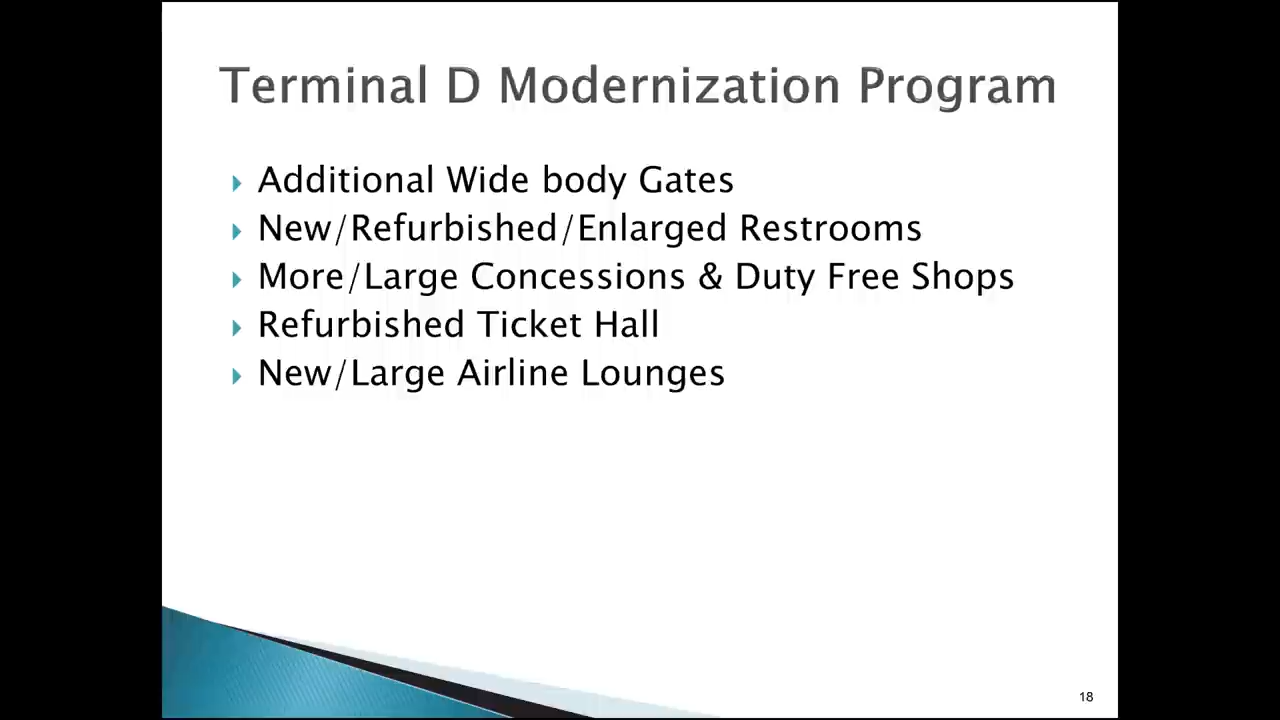 Terminal D Modernization Program
Additional Wide body Gates
New/Refurbished/Enlarged Restrooms
More/Large Concessions & Duty Free Shops
Refurbished Ticket Hall
New/Large Airline Lounges
18